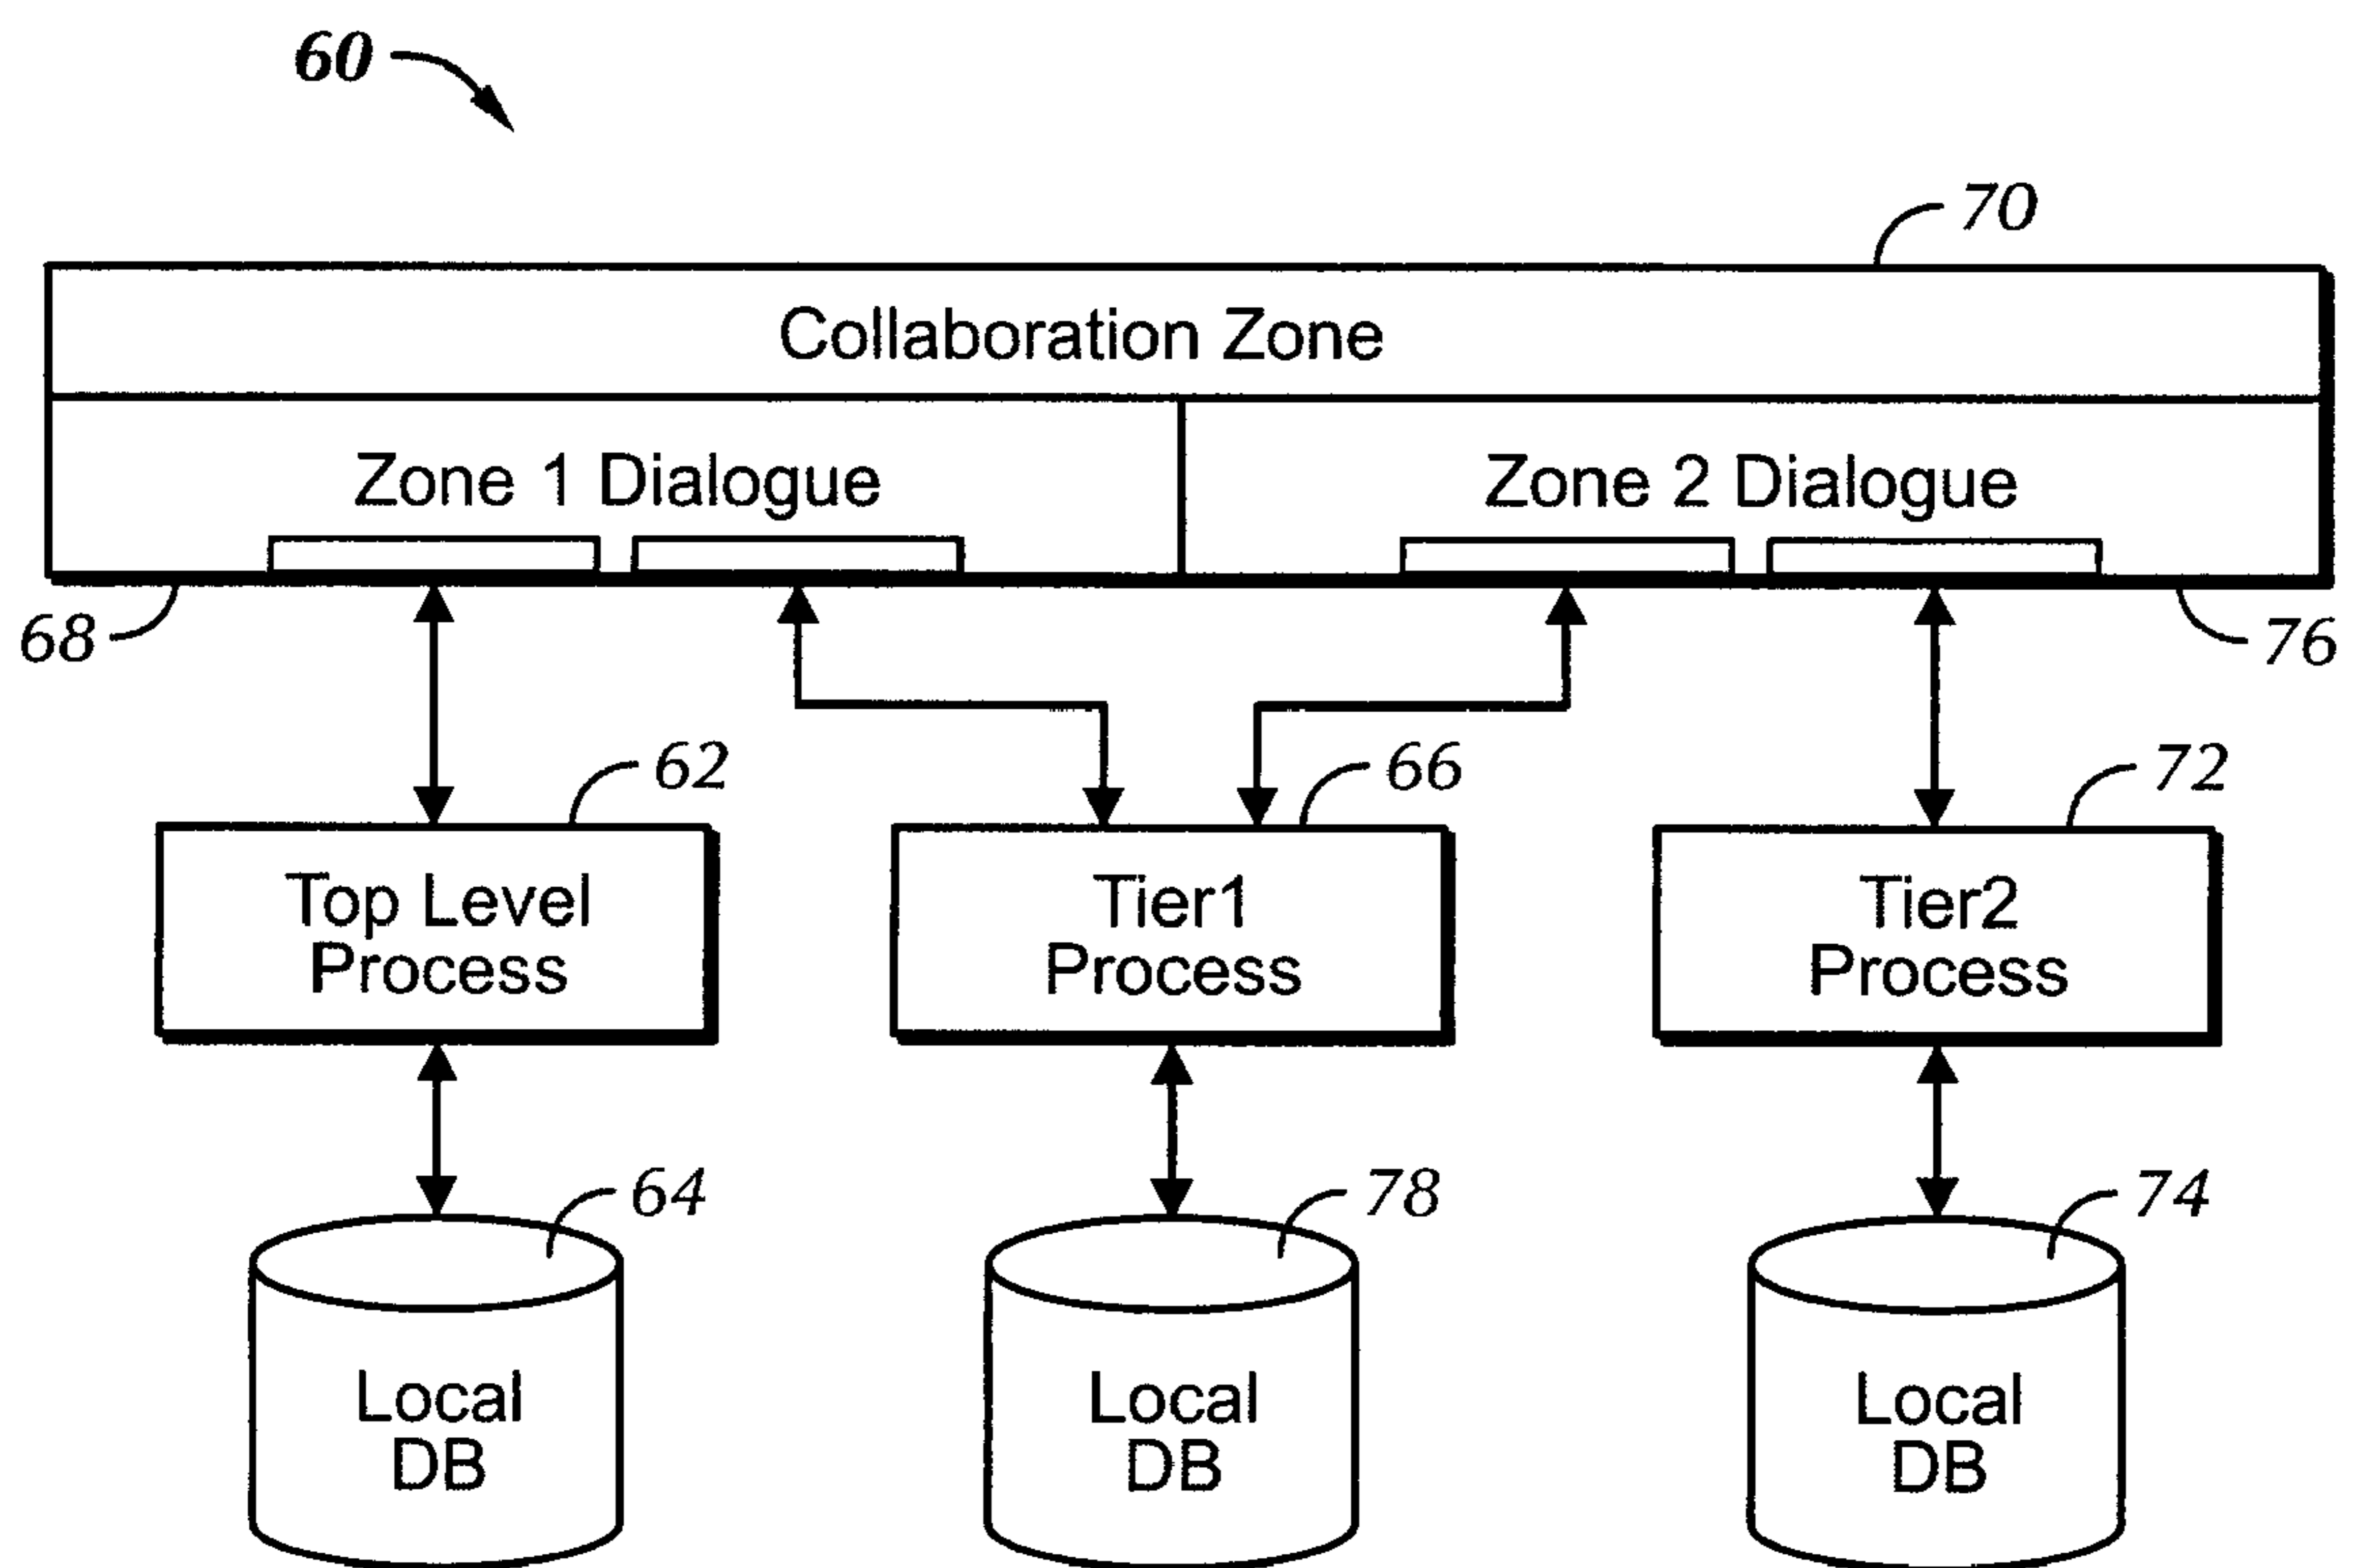 60
70
Collaboration Zone
Zone 1 Dialogue
Zone 2 Dialogue
68
76
62
66
72
Top Level
Process
Tier1
Process
Tier2
Process
64
78
74
Local
DB
Local
DB
Local
DB